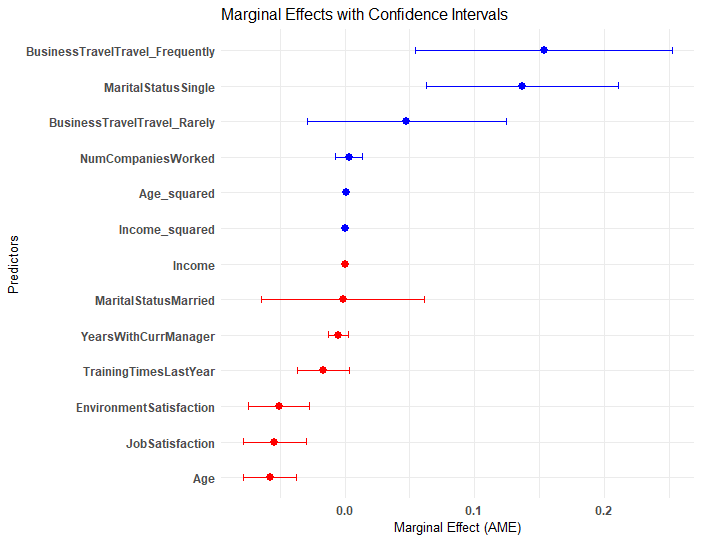 Marginal Effects with Confidence Intervals
BusinessTravelTravel_Frequently
MaritalStatusSingle
BusinessTravelTravel_Rarely
NumCompaniesWorked
Age_squared
Income_squared
Income
MaritalStatusMarried
YearsWithCurrManager
TrainingTimesLastYear
EnvironmentSatisfaction
JobSatisfaction
Age
Predictors
0.0 0.1 0.2
Marginal Effect (AME)